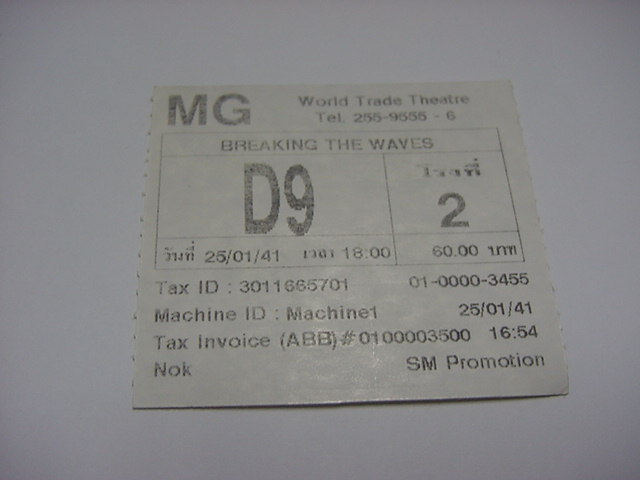 MG World Trade Theatre
Tel. 255-9555 - 6
BREAKING THE WAVES
D9 โรงที่
2
วันที่ 25/01/41 เวลา 18:00 60.00 บาท
Tax ID : 3011665701 01-0000-3455
Machine ID : Machine1 25/01/41
Tax Invoice (ABB)#0100003500 16:54
Nok SM Promotion